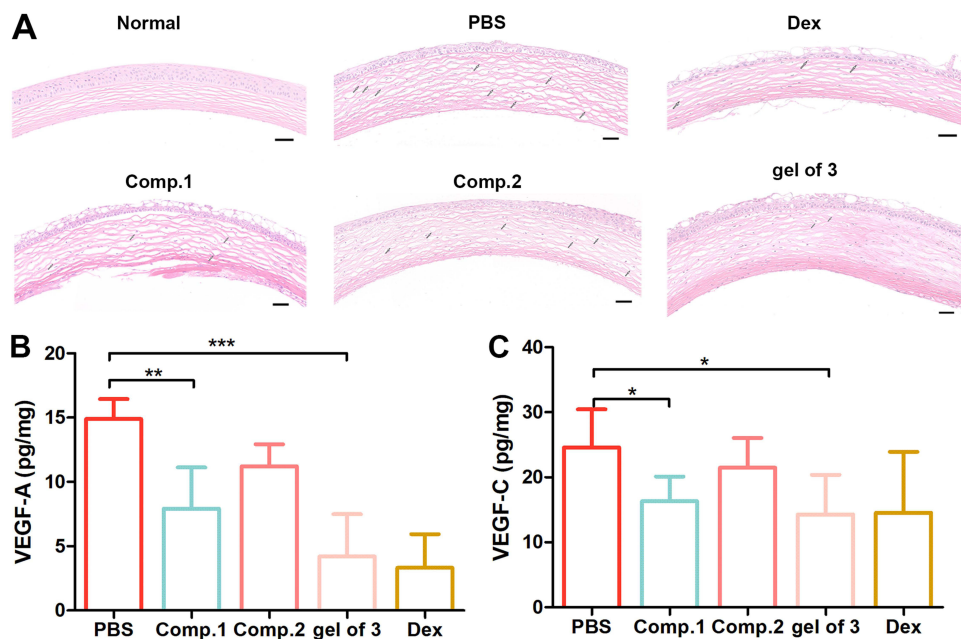 A
Normal
PBS
Dex
Comp.1
Comp.2
gel of 3
B
VEGF-A (pg/mg)
20
15
10
5
0
***
**
PBS
Comp.1
Comp.2
gel of 3
Dex
C
VEGF-C (pg/mg)
40
30
20
10
0
*
*
PBS
Comp.1
Comp.2
gel of 3
Dex